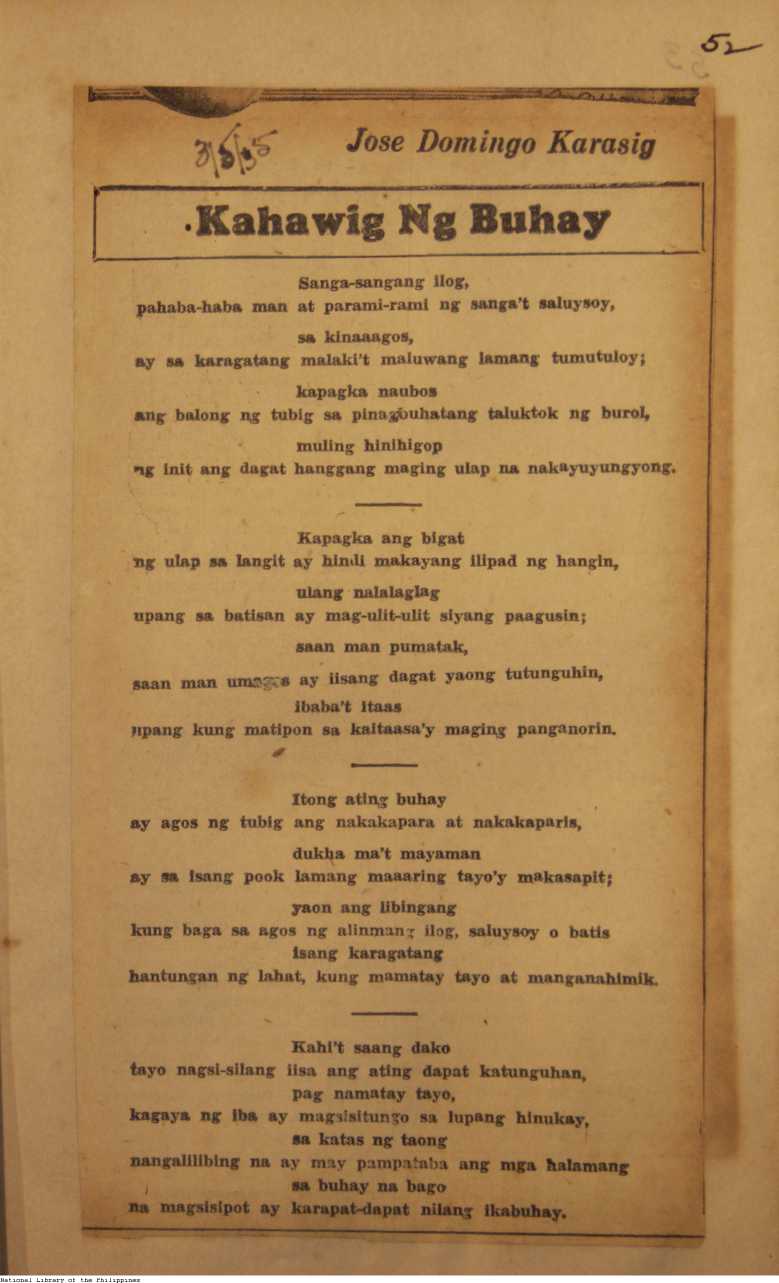 52
3/5/35
Jose Domingo Karasig
Kahawig Ng Buhay
Sanga-sangang ilog,
pahaba-haba man at parami-rami ng sanga't saluysoy,
sa kinaaagos,
ay sa karagatang malaki't maluwang lamang tumutuloy;
kapagka naubos
ang balong ng tubig sa pinagbuhatang taluktok ng burol,
muling hinihigop
ng init ang dagat hanggang maging ulap na nakayuyungyong.
Kapagka ang bigat
ng ulap sa langit ay hindi makayang ilipad ng hangin,
ulang nalalaglag
upang sa batisan ay mag-ulit-ulit siyang paagusin;
saan man pumatak,
saan man umagos ay iisang dagat yaong tutunguhin,
ibaba't itaas
upang kung matipon sa kaitaasa'y maging panganorin.
Itong ating buhay
ay agos ng tubig ang nakakapara at nakakaparis,
dukha ma't mayaman
ay sa isang pook lamang maaaring tayo'y makasapit;
yaon ang libingang
kung baga sa agos ng alinmang ilog, saluysoy o batis
isang karagatang
hantungan ng lahat, kung mamatay tayo at manganahimik.
Kahi't saang dako
tayo nagsi-silang iisa ang ating dapat katunguhan,
pag namatay tayo,
kagaya ng iba ay magsisitungo sa lupang hinukay,
sa katas ng taong
nangalilibing na ay may pampataba ang mga halamang
sa buhay na bago
na magsisipot ay karapat-dapat nilang ikabuhay.
National Library of the Philippines